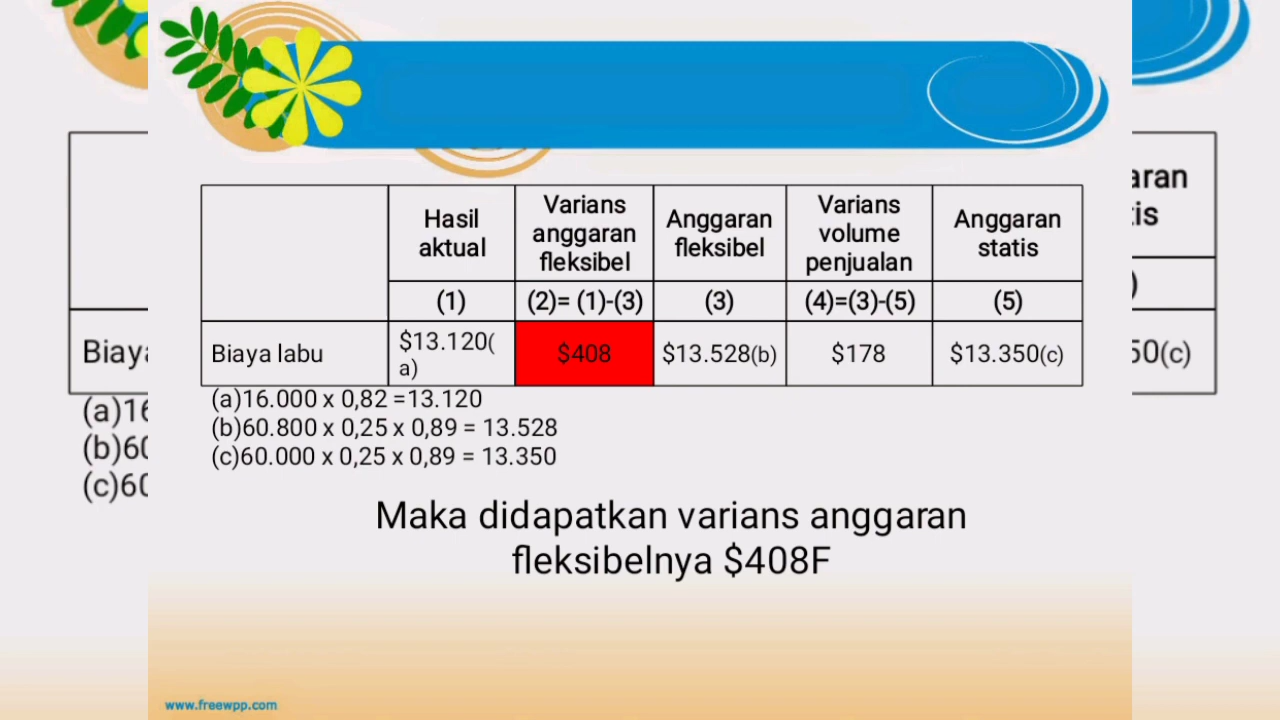 Hasil
aktual
Varians
anggaran
fleksibel
Anggaran
fleksibel
Varians
volume
penjualan
Anggaran
statis
(1)
(2)= (1)-(3)
(3)
(4)=(3)-(5)
(5)
Biaya labu
$13.120(
a)
$408
$13.528(b)
$178
$13.350(c)
(a)16.000 x 0,82 =13.120
(b)60.800 x 0,25 x 0,89 = 13.528
(c)60.000 x 0,25 x 0,89 = 13.350
Maka didapatkan varians anggaran
fleksibelnya $408F
www.freewpp.com